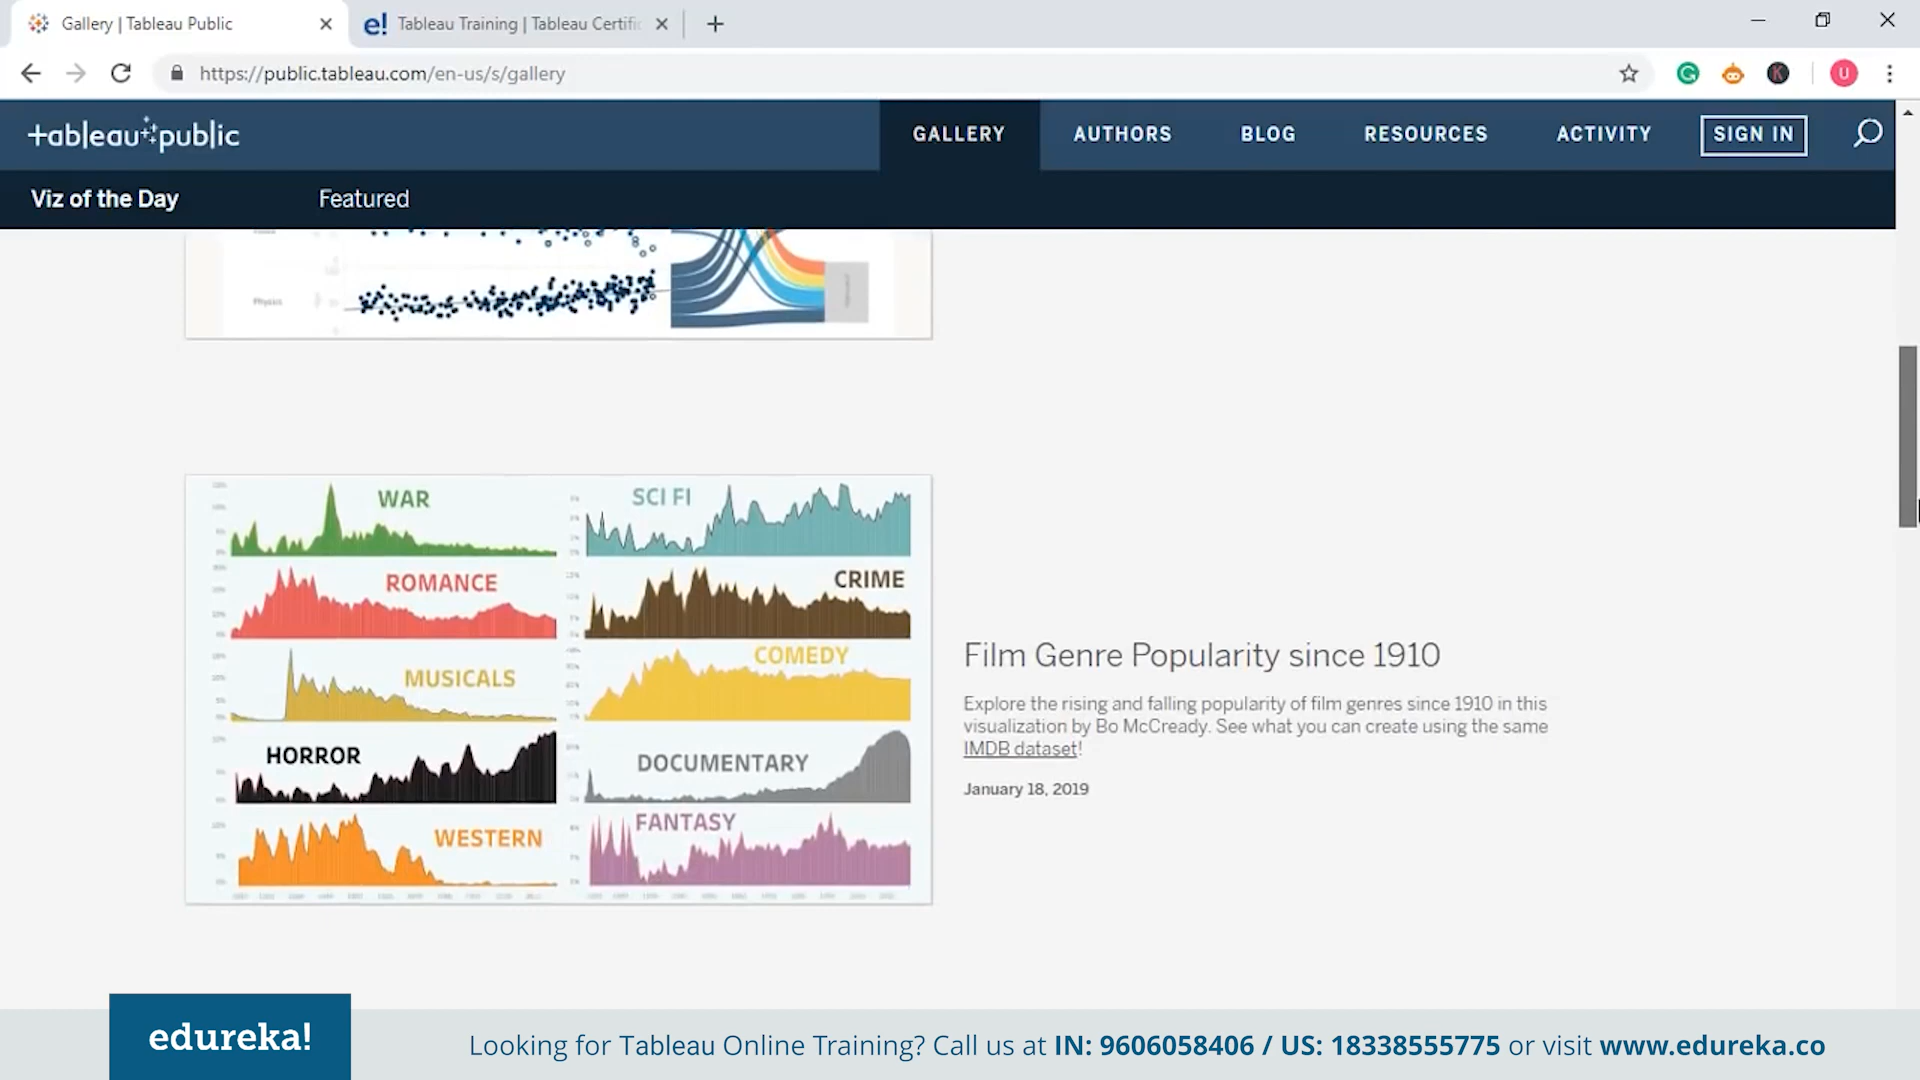 Gallery | Tableau Public
Tableau Training | Tableau Certific
https://public.tableau.com/en-us/s/gallery
U
K
+ableau public
GALLERY
AUTHORS
BLOG
RESOURCES
ACTIVITY
SIGN IN
Viz of the Day
Featured
Physics
WAR
SCI FI
ROMANCE
CRIME
MUSICALS
COMEDY
HORROR
DOCUMENTARY
WESTERN
FANTASY
Film Genre Popularity since 1910
Explore the rising and falling popularity of film genres since 1910 in this
visualization by Bo McCready. See what you can create using the same
IMDB dataset!
January 18, 2019
edureka!
Looking for Tableau Online Training? Call us at IN: 9606058406 / US: 18338555775 or visit www.edureka.co